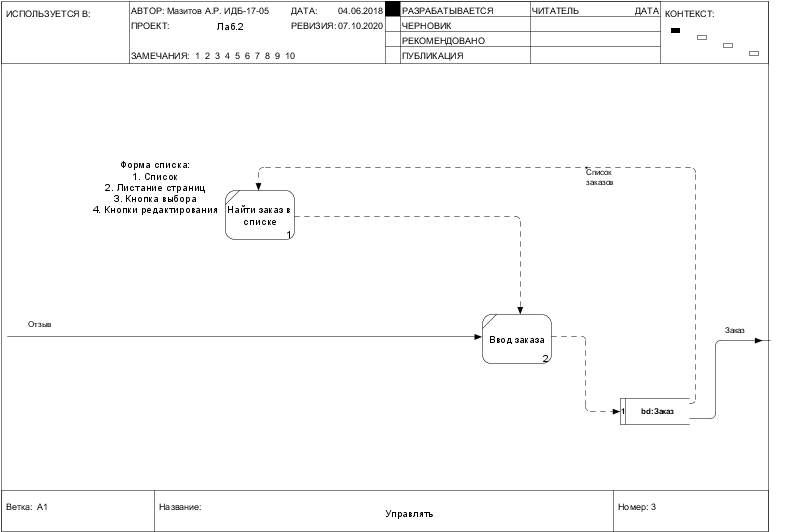 ИСПОЛЬЗУЕТСЯ В:
АВТОР: Мазитов А.Р. ИДБ-17-05
ДАТА: 04.06.2018
РАЗРАБАТЫВАЕТСЯ
ЧИТАТЕЛЬ
ДАТА
КОНТЕКСТ:
ПРОЕКТ: Лаб.2
РЕВИЗИЯ: 07.10.2020
ЧЕРНОВИК
РЕКОМЕНДОВАНО
ЗАМЕЧАНИЯ: 1 2 3 4 5 6 7 8 9 10
ПУБЛИКАЦИЯ
Форма списка:
1. Список
2. Листание страниц
3. Кнопка выбора
4. Кнопки редактирования
Найти заказ в
списке
1
Список
заказов
Отзыв
Ввод заказа
2
Заказ
1
bd:Заказ
Ветка: А1
Название:
Управлять
Номер: 3